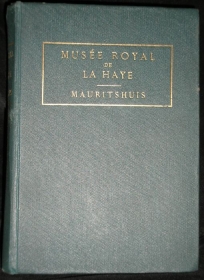 MUSÉE ROYAL
DE
LA HAYE
MAURITSHUIS